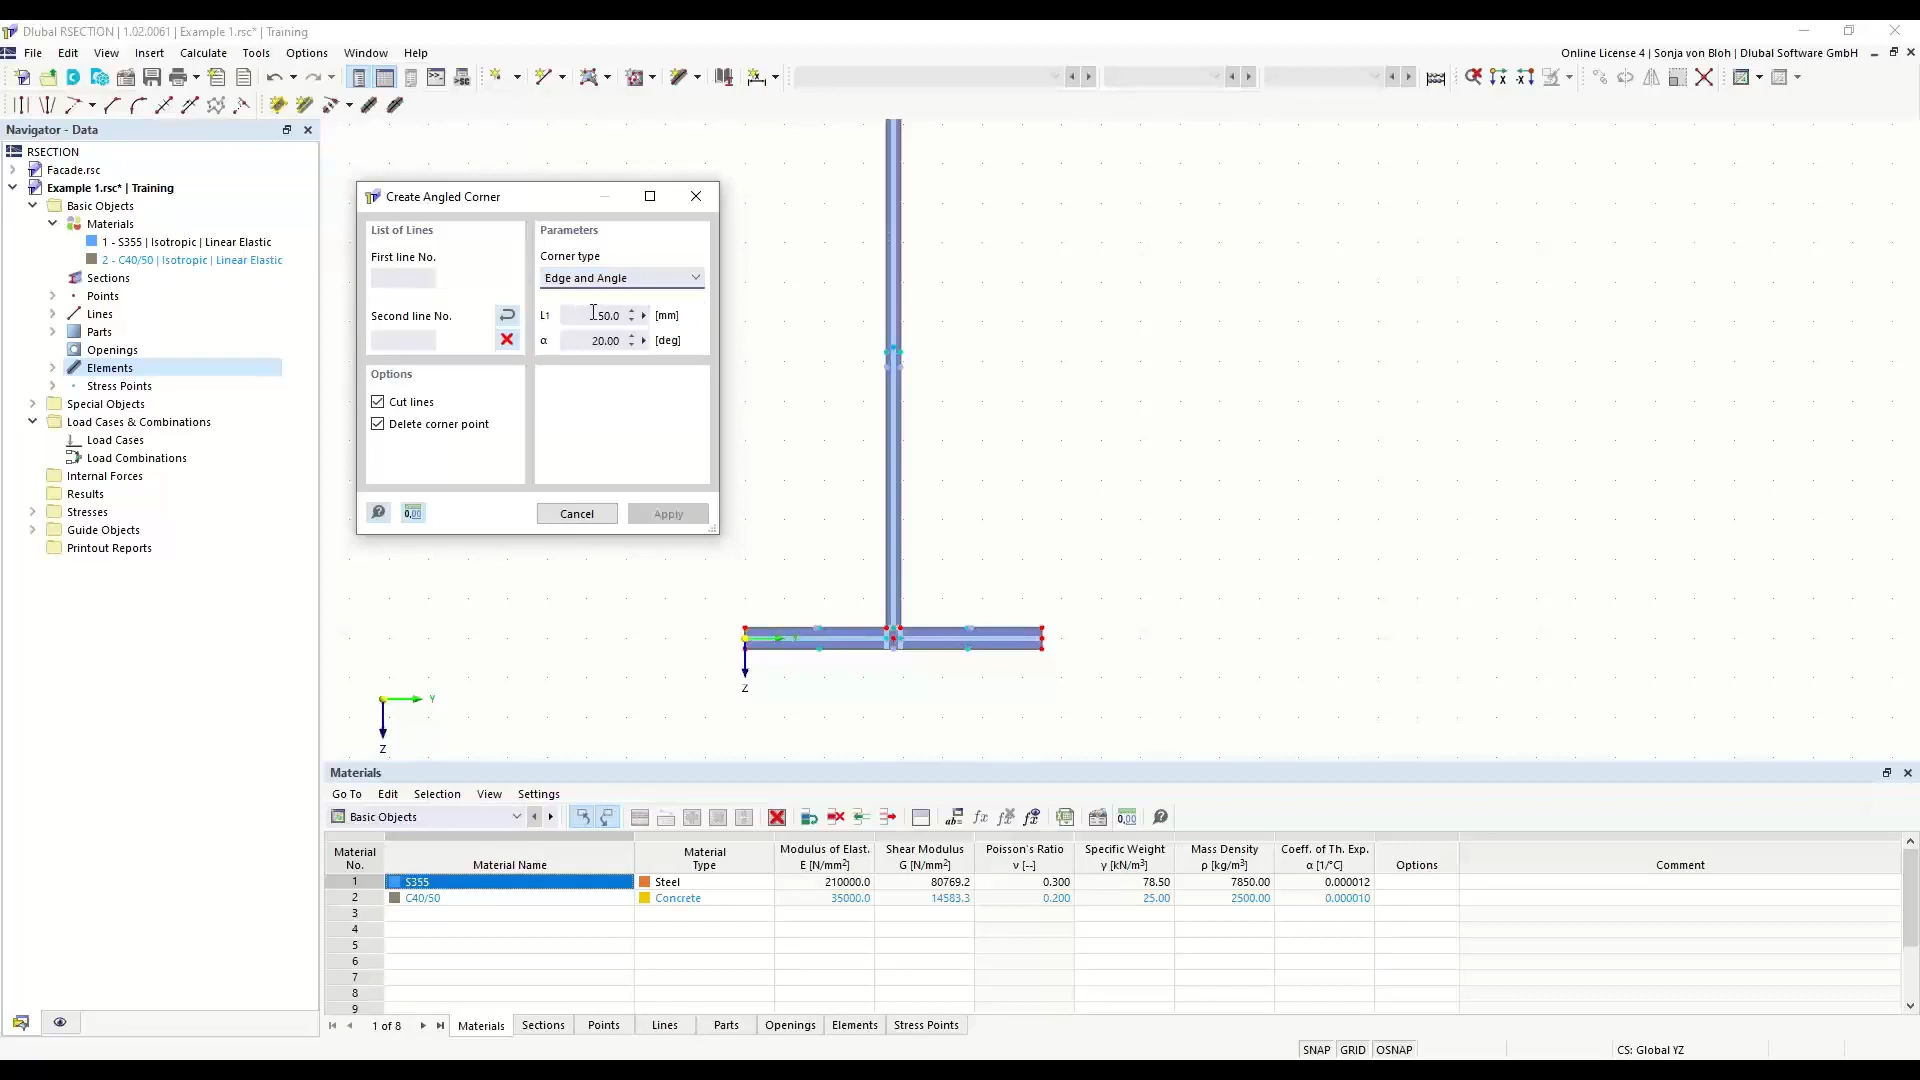 Dlubal RSECTION | 1.02.0061 | Example 1.rsc* | Training
File Edit View Insert Calculate Tools Options Window Help
Online License 4 | Sonja von Bloh | Dlubal Software GmbH
Navigator - Data
RSECTION
Facade.rsc
Example 1.rsc* | Training
Basic Objects
Materials
1 - S355 | Isotropic | Linear Elastic
2 - C40/50 | Isotropic | Linear Elastic
Sections
Points
Lines
Parts
Openings
Elements
Stress Points
Special Objects
Load Cases & Combinations
Load Cases
Load Combinations
Internal Forces
Results
Stresses
Guide Objects
Printout Reports
Create Angled Corner
List of Lines
First line No.
Second line No.
Parameters
Corner type
Edge and Angle
L1 50.0 [mm]
α 20.00 [deg]
Options
Cut lines
Delete corner point
0,00
Cancel Apply
Y
Z
Y
Z
Materials
Go To Edit Selection View Settings
Basic Objects
Material No. Material Name Material Type Modulus of Elast. E [N/mm²] Shear Modulus G [N/mm²] Poisson's Ratio ν [--] Specific Weight γ [kN/m³] Mass Density ρ [kg/m³] Coeff. of Th. Exp. α [1/°C] Options Comment
1 S355 Steel 210000.0 80769.2 0.300 78.50 7850.00 0.000012
2 C40/50 Concrete 35000.0 14583.3 0.200 25.00 2500.00 0.000010
3
4
5
6
7
8
9
1 of 8 Materials Sections Points Lines Parts Openings Elements Stress Points
SNAP GRID OSNAP CS: Global YZ